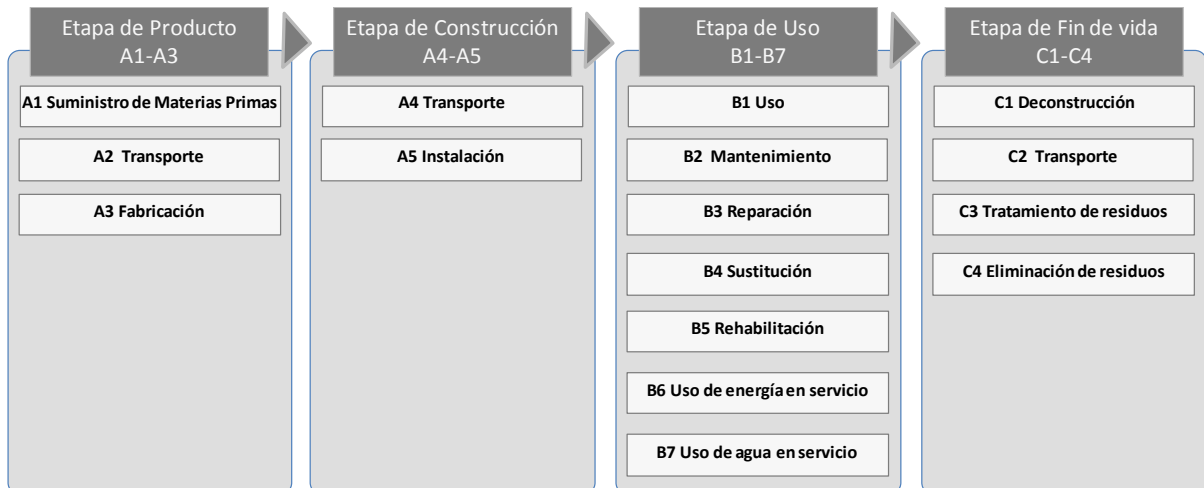 Etapa de Producto
A1-A3
A1 Suministro de Materias Primas
A2 Transporte
A3 Fabricación
Etapa de Construcción
A4-A5
A4 Transporte
A5 Instalación
Etapa de Uso
B1-B7
B1 Uso
B2 Mantenimiento
B3 Reparación
B4 Sustitución
B5 Rehabilitación
B6 Uso de energía en servicio
B7 Uso de agua en servicio
Etapa de Fin de vida
C1-C4
C1 Deconstrucción
C2 Transporte
C3 Tratamiento de residuos
C4 Eliminación de residuos